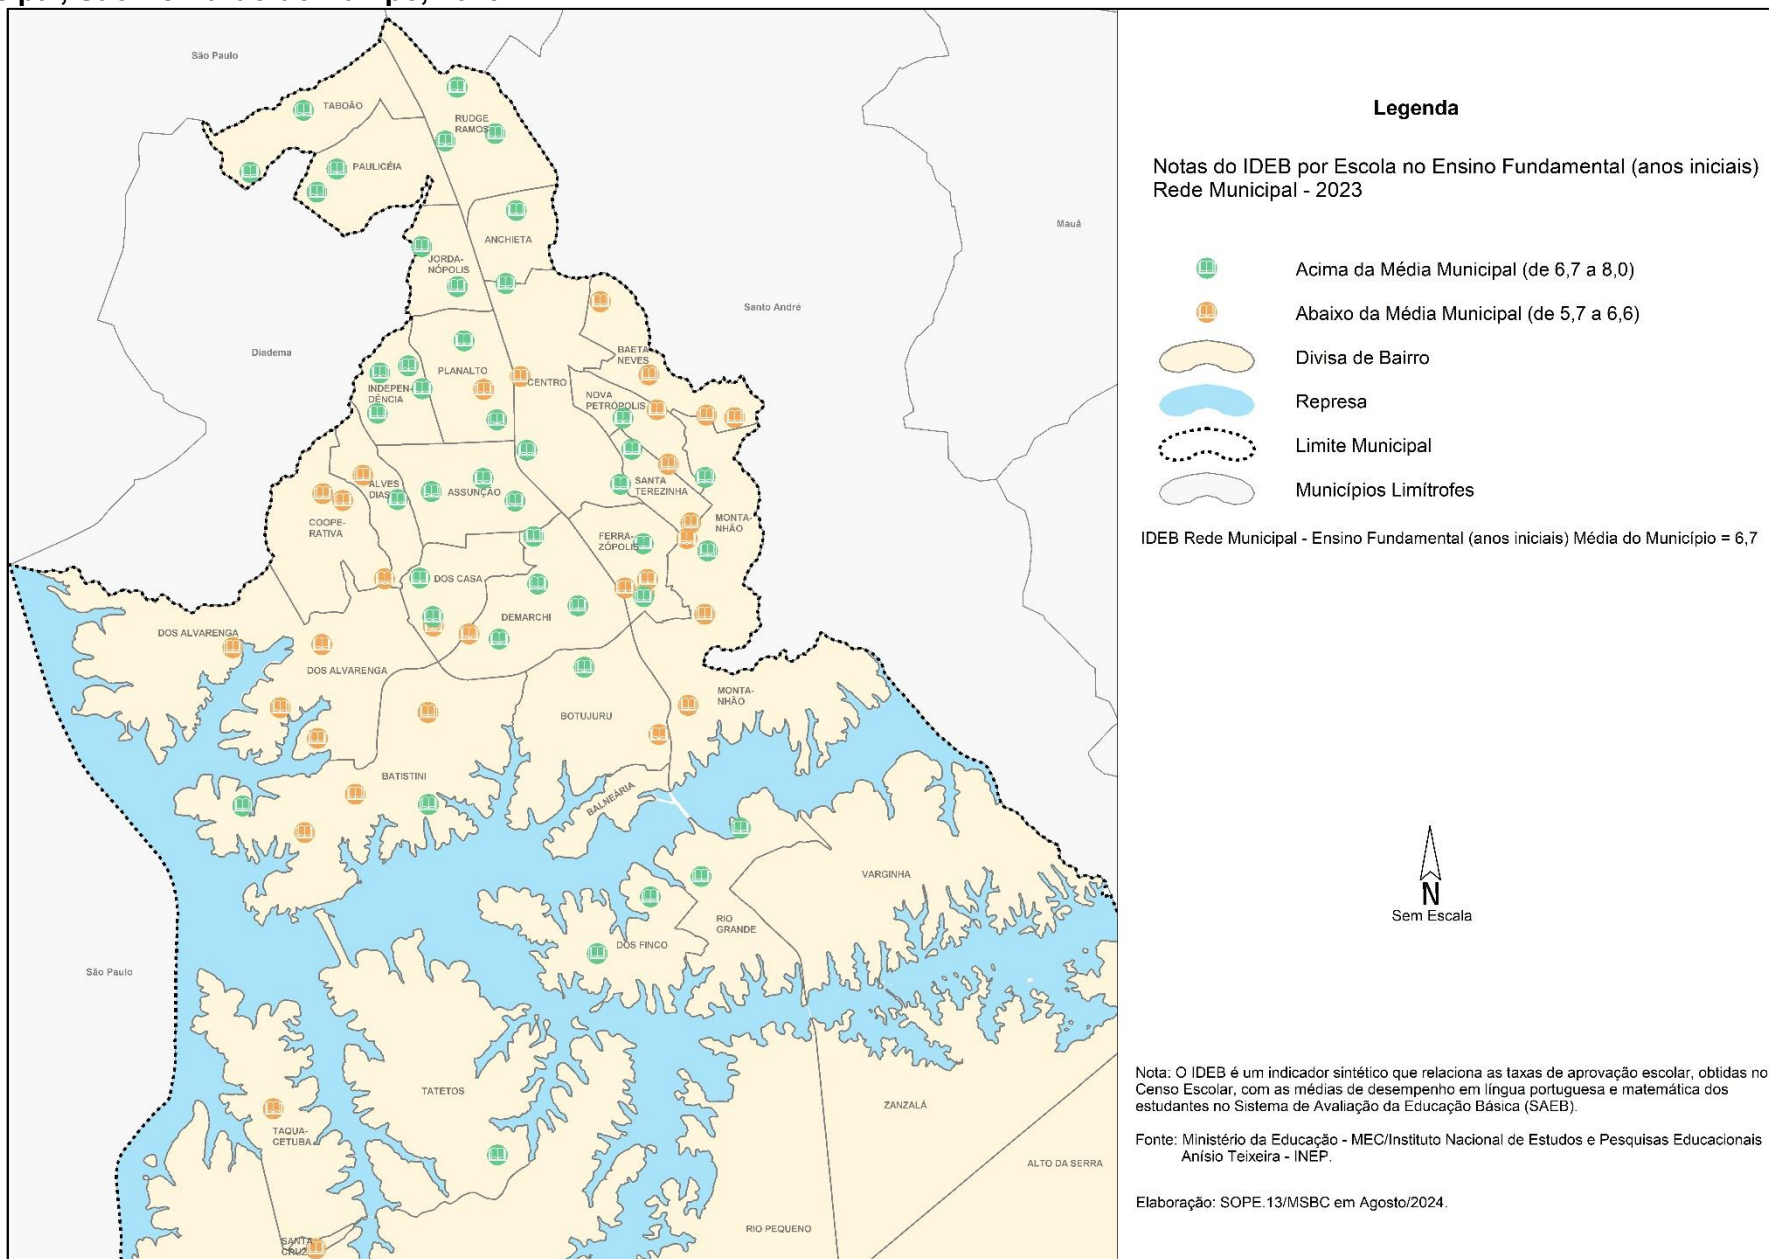 São Paulo
TABOÃO
RUDGE
RAMOS
PAULICÉIA
ANCHIETA
JORDA-
NÓPOLIS
Mauá
Santo André
Diadema
BAETA
NEVES
PLANALTO
CENTRO
INDEPEN-
DÊNCIA
NOVA
PETRÓPOLIS
ALVES
DIAS
ASSUNÇÃO
SANTA
TEREZINHA
COOPE-
RATIVA
MONTA-
NHÃO
FERRA-
ZÓPOLIS
DOS CASA
DEMARCHI
DOS ALVARENGA
DOS ALVARENGA
MONTA-
NHÃO
BOTUJURU
BATISTINI
BALNEÁRIA
VARGINHA
RIO
GRANDE
DOS FINCO
São Paulo
TATETOS
ZANZALÁ
TAQUA-
CETUBA
ALTO DA SERRA
RIO PEQUENO
SANTA
CRUZ
Legenda
Notas do IDEB por Escola no Ensino Fundamental (anos iniciais)
Rede Municipal - 2023
Acima da Média Municipal (de 6,7 a 8,0)
Abaixo da Média Municipal (de 5,7 a 6,6)
Divisa de Bairro
Represa
Limite Municipal
Municípios Limítrofes
IDEB Rede Municipal - Ensino Fundamental (anos iniciais) Média do Município = 6,7
N
Sem Escala
Nota: O IDEB é um indicador sintético que relaciona as taxas de aprovação escolar, obtidas no
Censo Escolar, com as médias de desempenho em língua portuguesa e matemática dos
estudantes no Sistema de Avaliação da Educação Básica (SAEB).
Fonte: Ministério da Educação - MEC/Instituto Nacional de Estudos e Pesquisas Educacionais
Anísio Teixeira - INEP.
Elaboração: SOPE.13/MSBC em Agosto/2024.